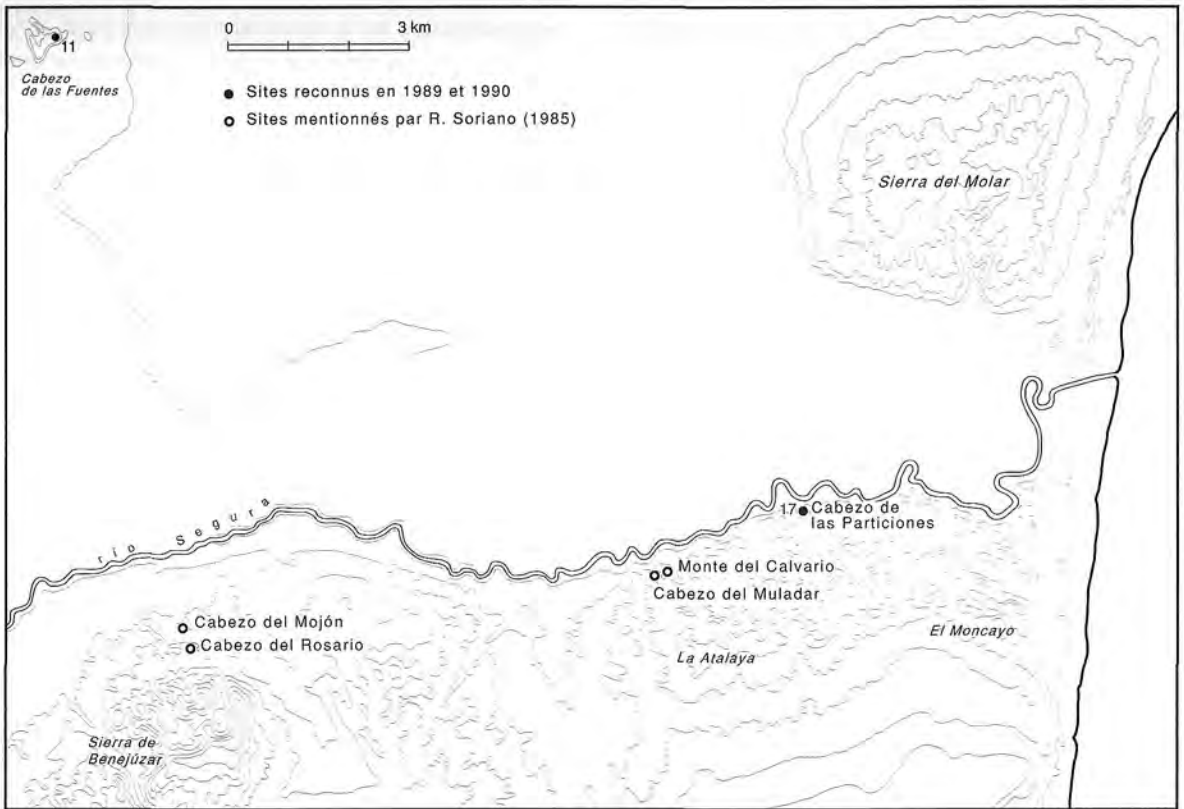 11
Cabezo
de las Fuentes
0 3 km
Sites reconnus en 1989 et 1990
Sites mentionnés par R. Soriano (1985)
Sierra del Molar
río Segura
17 Cabezo de
las Particiones
Monte del Calvario
Cabezo del Muladar
Cabezo del Mojón
Cabezo del Rosario
El Moncayo
La Atalaya
Sierra de
Benejúzar